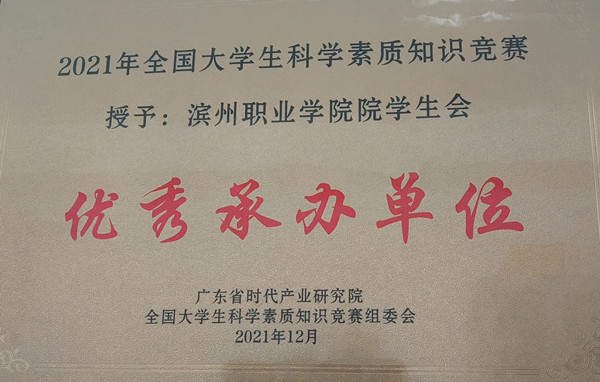 2021年全国大学生科学素质知识竞赛
授予：滨州职业学院院学生会
优秀承办单位
广东省时代产业研究院
全国大学生科学素质知识竞赛组委会
2021年12月